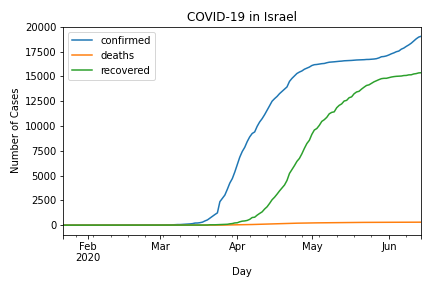 COVID-19 in Israel
confirmed
deaths
recovered
Number of Cases
20000
17500
15000
12500
10000
7500
5000
2500
0
Feb Mar Apr May Jun
2020
Day